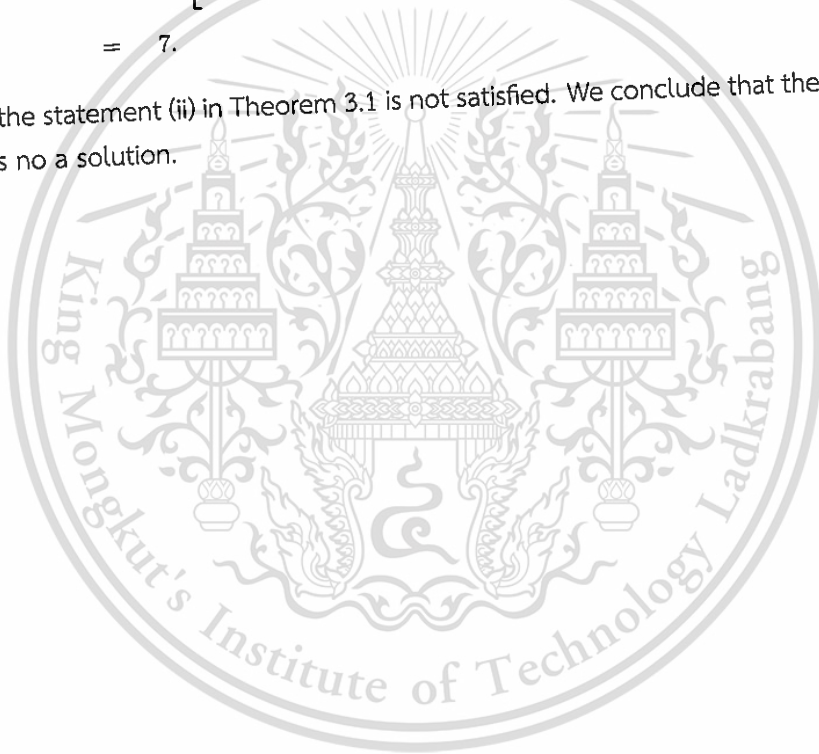 = 7.
the statement (ii) in Theorem 3.1 is not satisfied. We conclude that the
s no a solution.
King Mongkut's Institute of Technology Ladkrabang